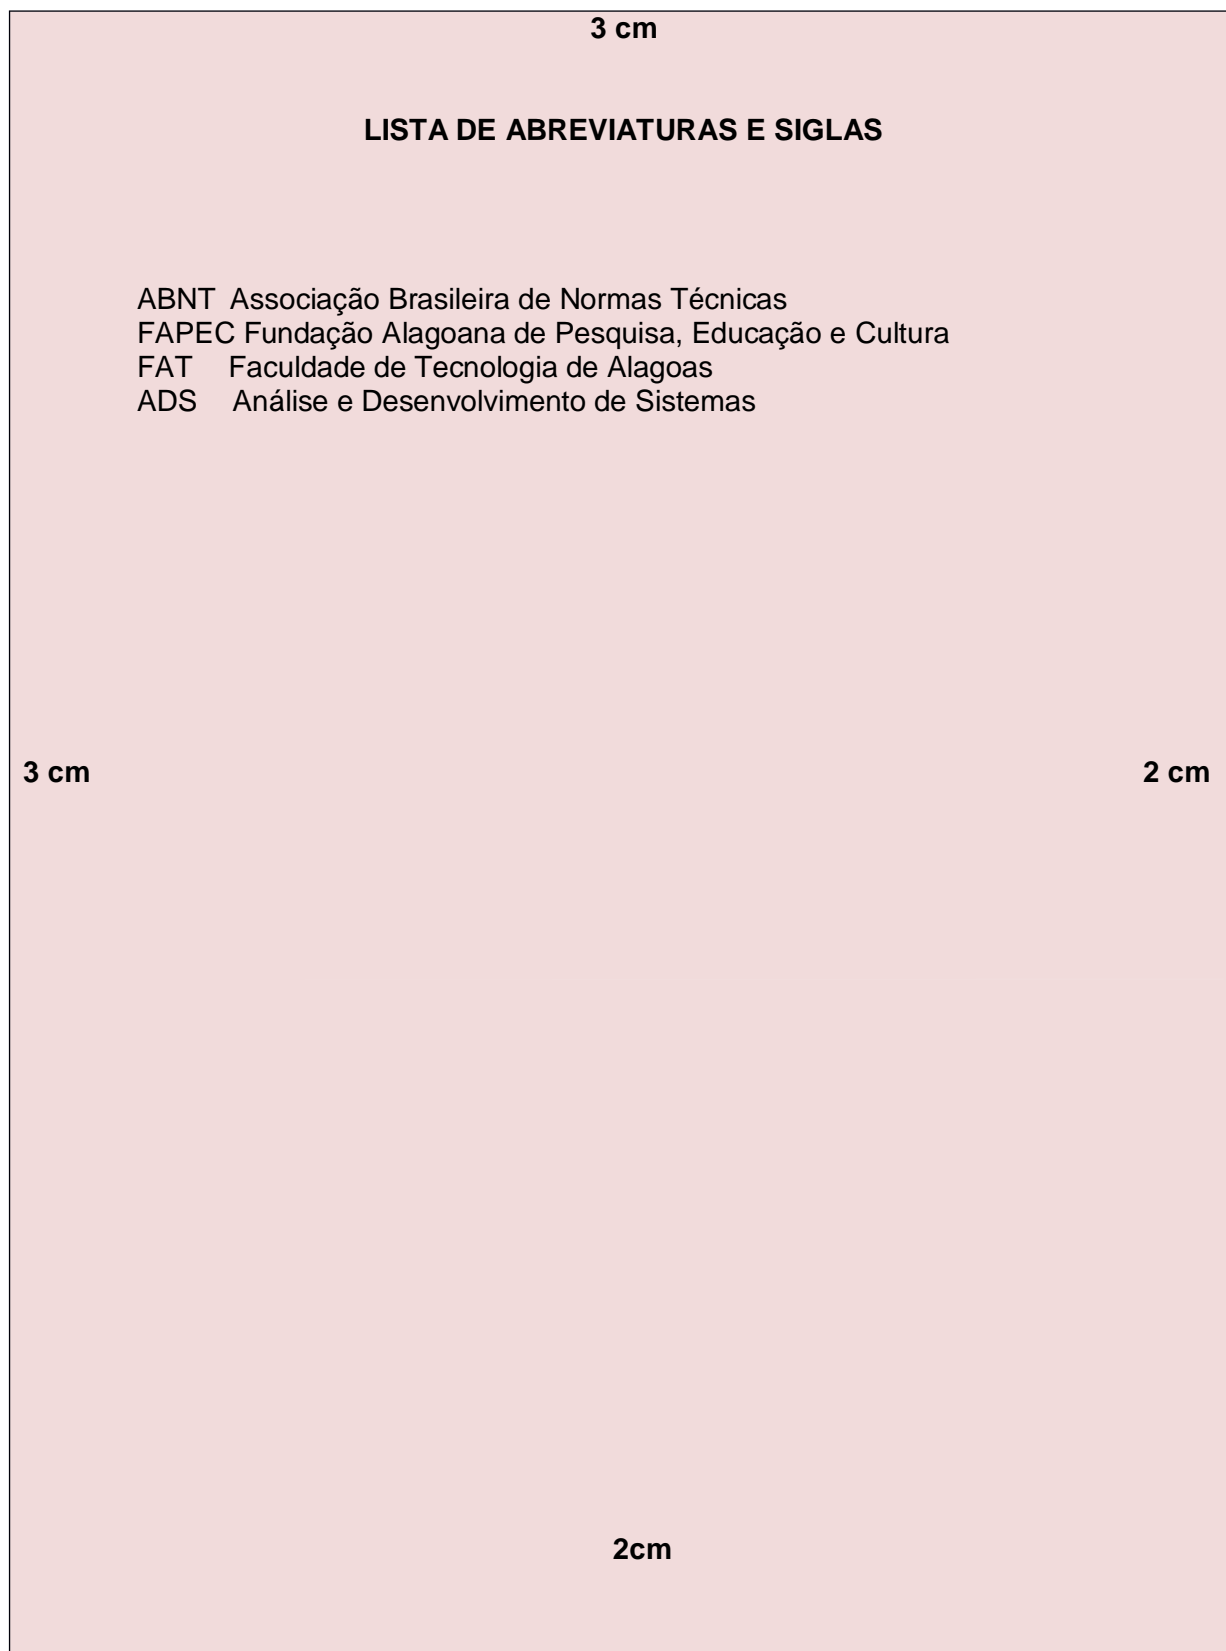 3 cm
LISTA DE ABREVIATURAS E SIGLAS
ABNT Associação Brasileira de Normas Técnicas
FAPEC Fundação Alagoana de Pesquisa, Educação e Cultura
FAT Faculdade de Tecnologia de Alagoas
ADS Análise e Desenvolvimento de Sistemas
3 cm
2 cm
2cm